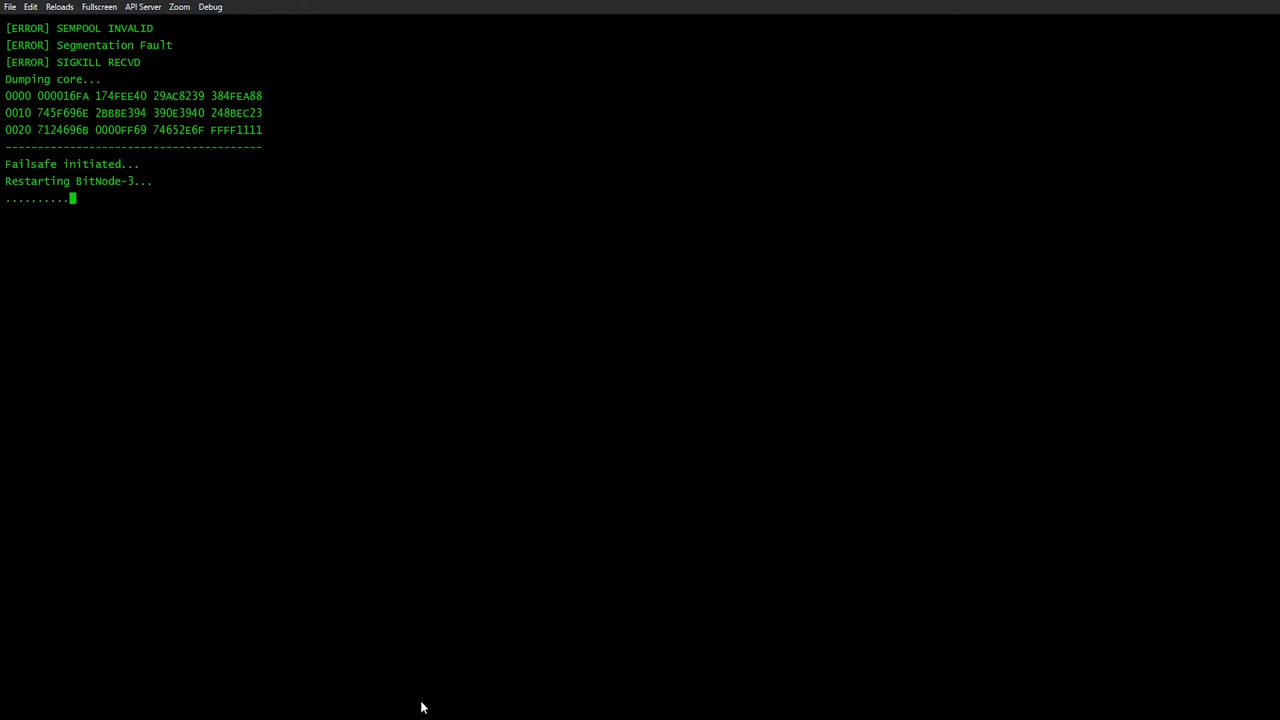 File Edit Reloads Fullscreen API Server Zoom Debug
[ERROR] SEMPOOL INVALID
[ERROR] Segmentation Fault
[ERROR] SIGKILL RECVD
Dumping core...
0000 000016FA 174FEE40 29AC8239 384FEA88
0010 745F696E 2BBBE394 390E3940 248BEC23
0020 7124696B 0000FF69 74652E6F FFFF1111
----------------------------------------
Failsafe initiated...
Restarting BitNode-3...
..........